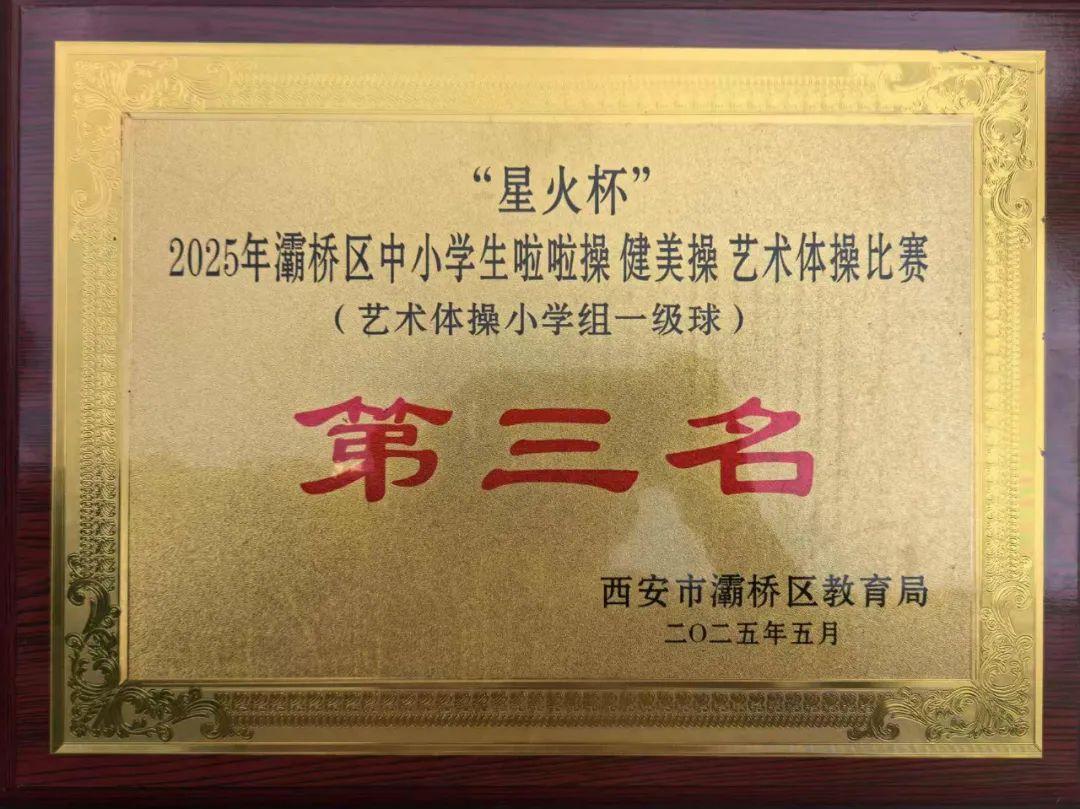 “星火杯”
2025年灞桥区中小学生啦啦操 健美操 艺术体操比赛
（艺术体操小学组一级球）
第三名
西安市灞桥区教育局
二〇二五年五月